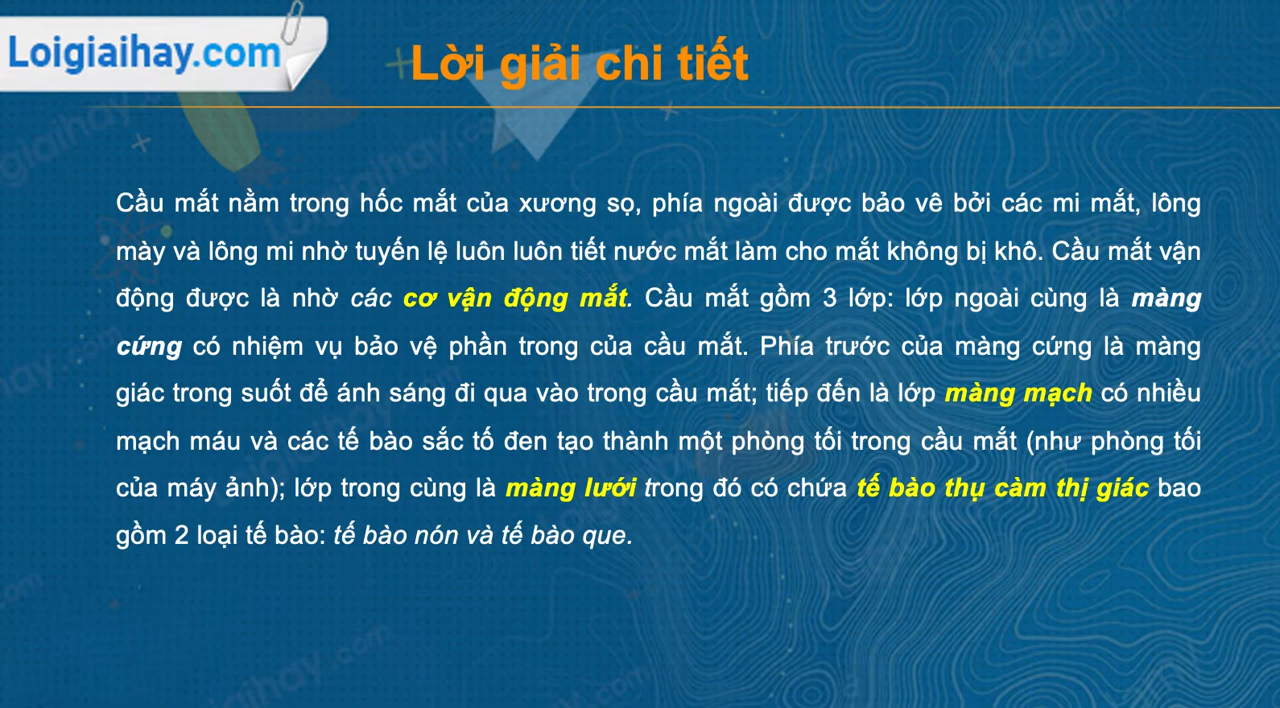 Loigiaihay.com
Lời giải chi tiết
Cầu mắt nằm trong hốc mắt của xương sọ, phía ngoài được bảo vê bởi các mi mắt, lông
mày và lông mi nhờ tuyến lệ luôn luôn tiết nước mắt làm cho mắt không bị khô. Cầu mắt vận
động được là nhờ các cơ vận động mắt. Cầu mắt gồm 3 lớp: lớp ngoài cùng là màng
cứng có nhiệm vụ bảo vệ phần trong của cầu mắt. Phía trước của màng cứng là màng
giác trong suốt để ánh sáng đi qua vào trong cầu mắt; tiếp đến là lớp màng mạch có nhiều
mạch máu và các tế bào sắc tố đen tạo thành một phòng tối trong cầu mắt (như phòng tối
của máy ảnh); lớp trong cùng là màng lưới trong đó có chứa tế bào thụ càm thị giác bao
gồm 2 loại tế bào: tế bào nón và tế bào que.